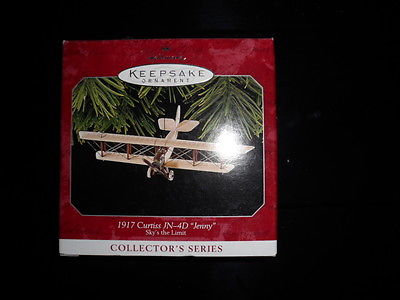 KEEPSAKE
ORNAMENT
1917 Curtiss JN-4D "Jenny"
Sky's the Limit
COLLECTOR'S SERIES